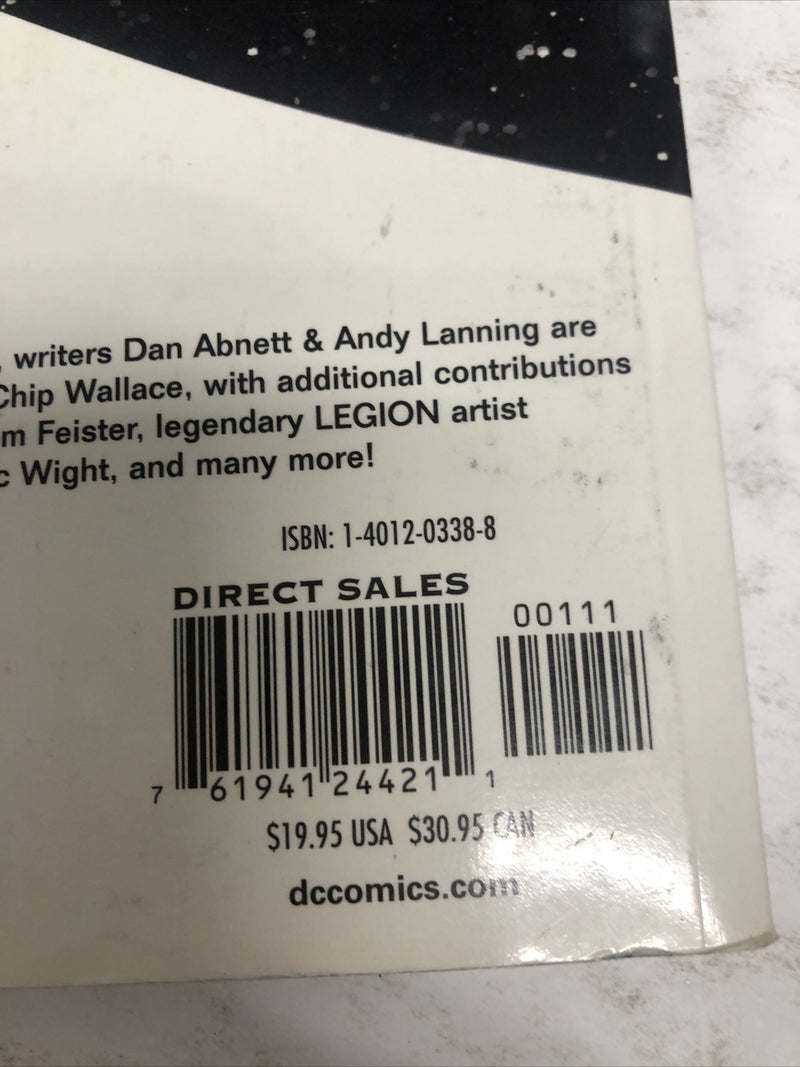 , writers Dan Abnett & Andy Lanning are
Chip Wallace, with additional contributions
m Feister, legendary LEGION artist
c Wight, and many more!
ISBN: 1-4012-0338-8
DIRECT SALES
00111
7 61941 24421 1
$19.95 USA $30.95 CAN
dccomics.com